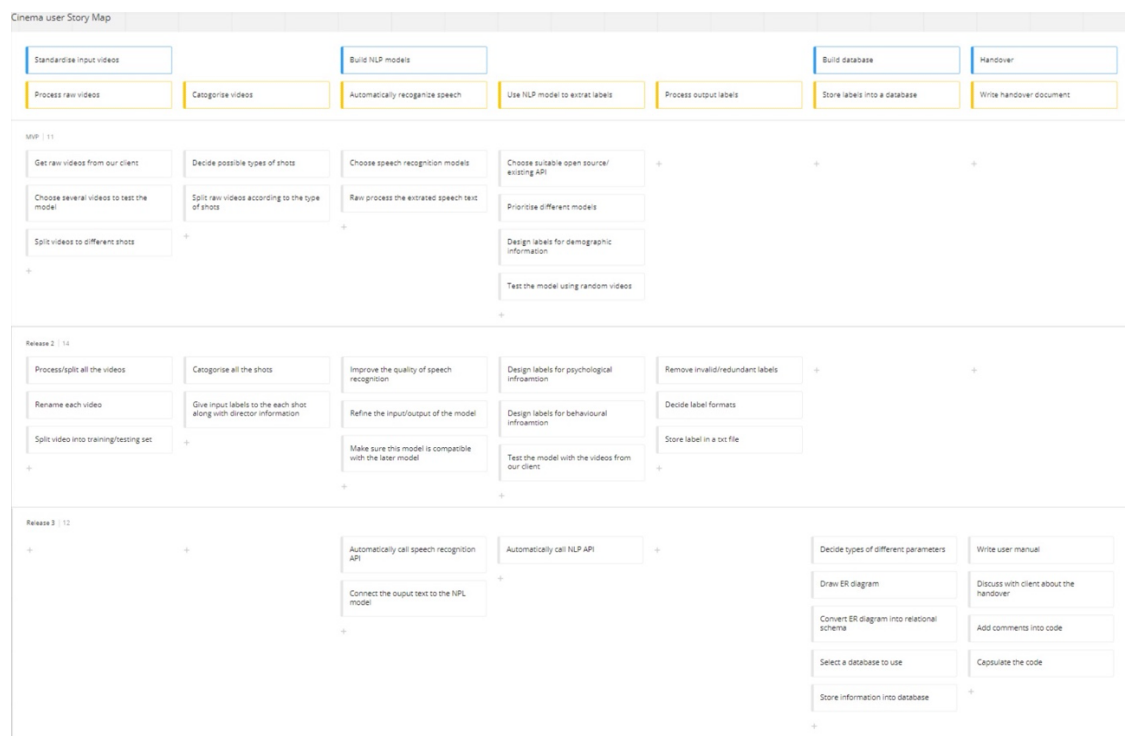 Cinema user Story Map
Standardise input videos
Build NLP models
Build database
Handover
Process raw videos
Catogorise videos
Automatically recoganize speech
Use NLP model to extrat labels
Process output labels
Store labels into a database
Write handover document
MVP | 11
Get raw videos from our client
Decide possible types of shots
Choose speech recognition models
Choose suitable open source/
existing API
+
+
+
Choose several videos to test the
model
Split raw videos according to the type
of shots
Raw process the extrated speech text
Prioritise different models
+
+
Split videos to different shots
Design labels for demographic
information
+
Test the model using random videos
+
Release 2 | 14
Process/split all the videos
Catogorise all the shots
Improve the quality of speech
recognition
Design labels for psychological
infroamtion
Remove invalid/redundant labels
+
+
Rename each video
Give input labels to the each shot
along with director information
Refine the input/output of the model
Design labels for behavioural
infroamtion
Decide label formats
Split video into training/testing set
+
Make sure this model is compatible
with the later model
Test the model with the videos from
our client
Store label in a txt file
+
+
+
+
Release 3 | 12
+
+
Automatically call speech recognition
API
Automatically call NLP API
+
Decide types of different parameters
Write user manual
Connect the ouput text to the NPL
model
+
Draw ER diagram
Discuss with client about the
handover
+
Convert ER diagram into relational
schema
Add comments into code
Select a database to use
Capsulate the code
Store information into database
+
+